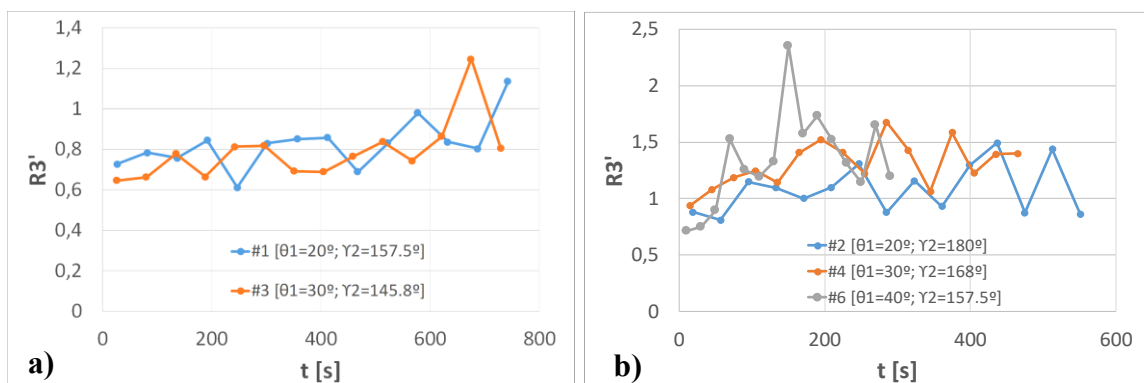 1,4
1,2
1
0,8
0,6
0,4
0,2
0
R3'
#1 [θ1=20º; ϒ2=157.5º]
#3 [θ1=30º; ϒ2=145.8º]
0 200 400 600 800
t [s]
a)
2,5
2
1,5
1
0,5
0
R3'
#2 [θ1=20º; ϒ2=180º]
#4 [θ1=30º; ϒ2=168º]
#6 [θ1=40º; ϒ2=157.5º]
0 200 400 600
t [s]
b)